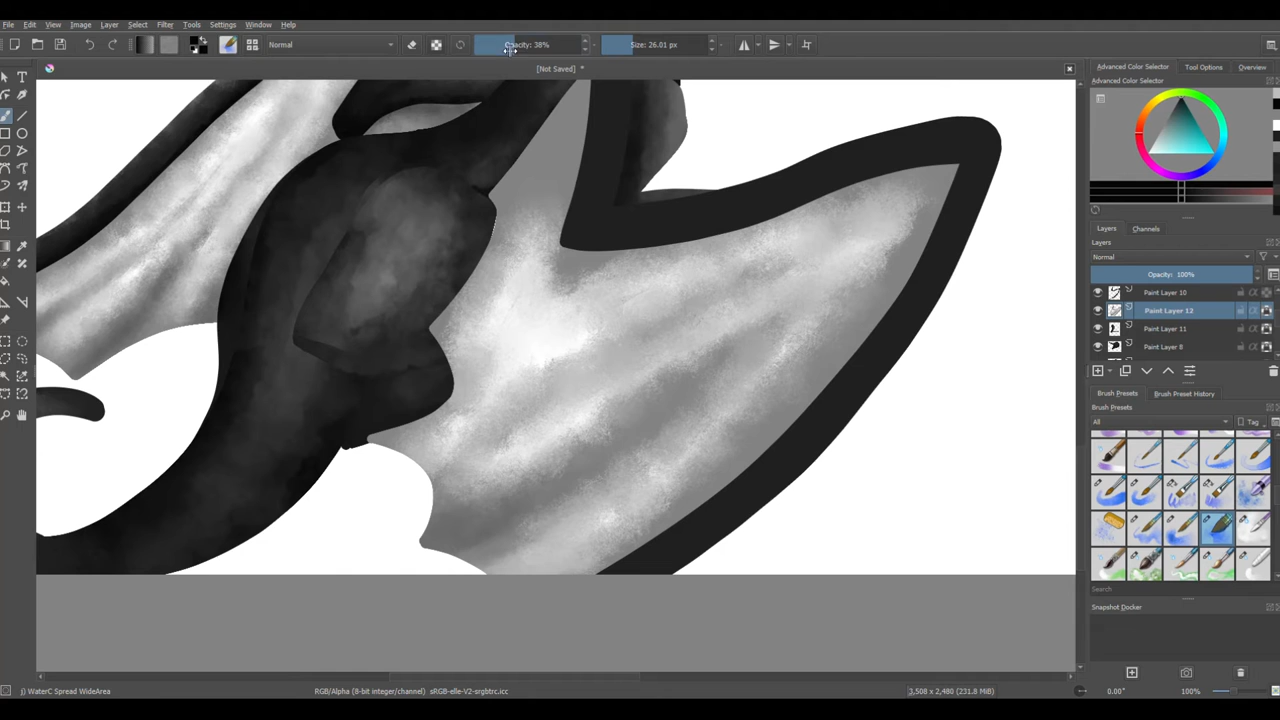 File Edit View Image Layer Select Filter Tools Settings Window Help
Normal
Opacity: 38%
Size: 26.01 px
[Not Saved] *
Advanced Color Selector Tool Options Overview
Advanced Color Selector
Layers Channels
Layers
Normal
Opacity: 100%
Paint Layer 10
Paint Layer 12
Paint Layer 11
Paint Layer 8
Brush Presets Brush Preset History
Brush Presets
All
Tag
Search
Snapshot Docker
j) WaterC Spread WideArea
RGB/Alpha (8-bit integer/channel) sRGB-elle-V2-srgbtrc.icc
3,508 x 2,480 (231.8 MiB)
0.00°
100%